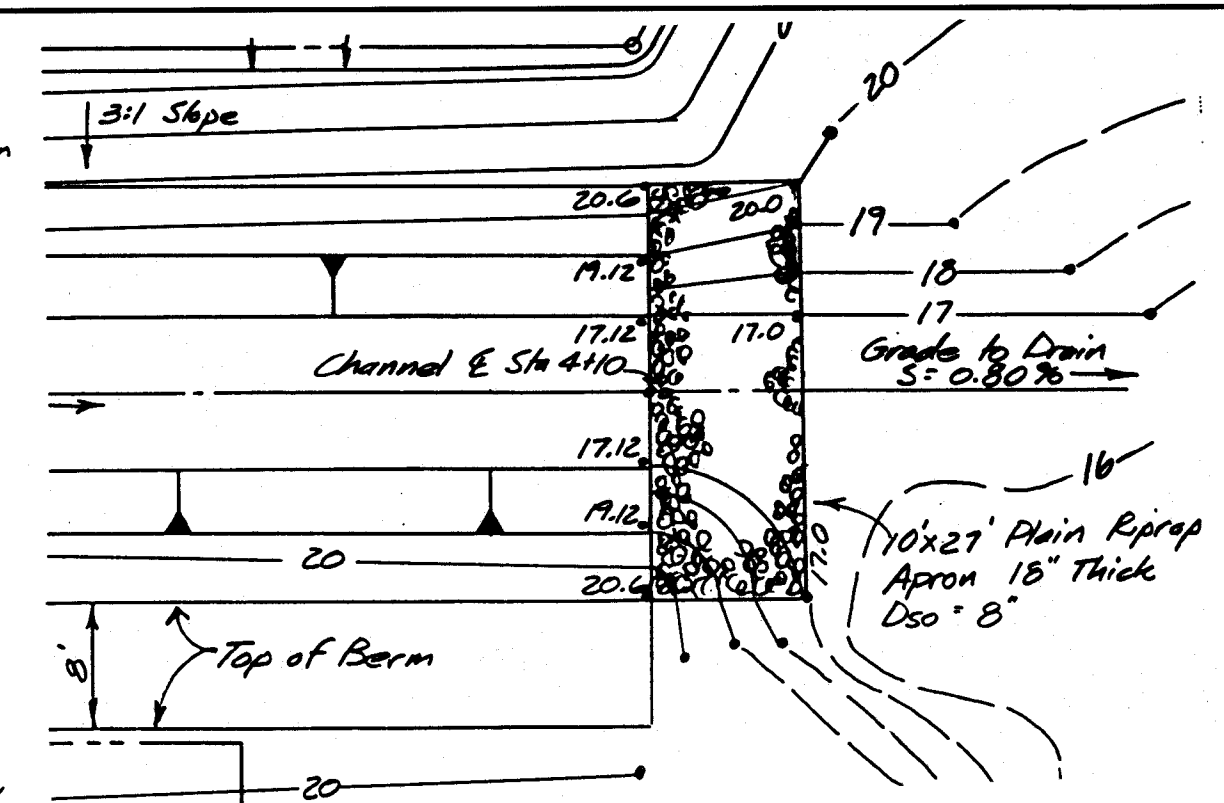 3:1 Slope
20
20.6
20.0
19
19.12
18
17
17.12
17.0
Channel ℄ Sta 4+10
Grade to Drain
S= 0.80%
17.12
16
19.12
20
17.0
10'x27' Plain Riprap
Apron 18" Thick
D50 = 8"
20.6
8'
Top of Berm
20